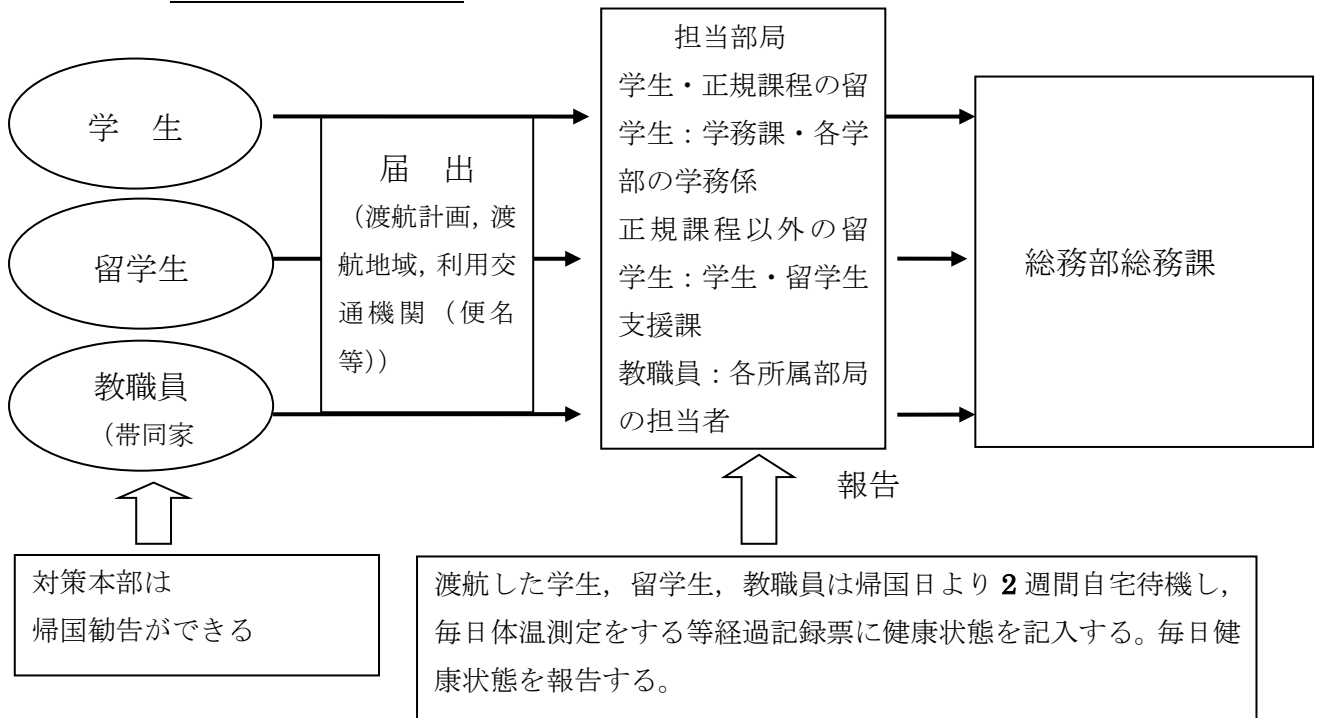 学　生
留学生
教職員
（帯同家
届　出
（渡航計画，渡
航地域，利用交
通機関（便名
等））
担当部局
学生・正規課程の留
学生：学務課・各学
部の学務係
正規課程以外の留
学生：学生・留学生
支援課
教職員：各所属部局
の担当者
総務部総務課
報告
対策本部は
帰国勧告ができる
渡航した学生，留学生，教職員は帰国日より 2 週間自宅待機し，
毎日体温測定をする等経過記録票に健康状態を記入する。毎日健
康状態を報告する。